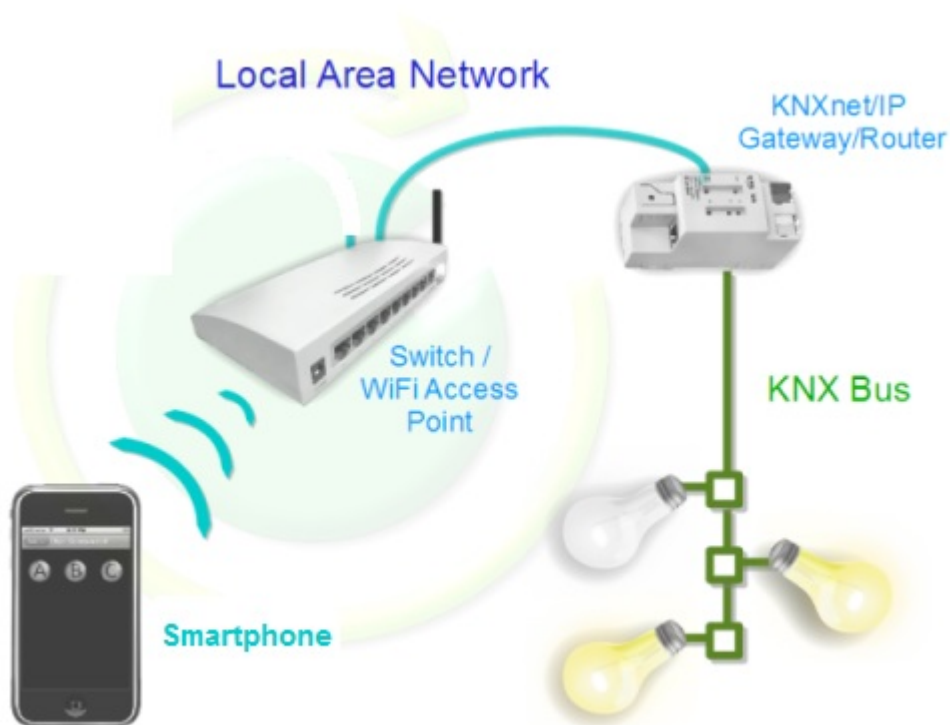 Local Area Network
KNXnet/IP
Gateway/Router
Switch /
WiFi Access
Point
KNX Bus
A B C
Smartphone